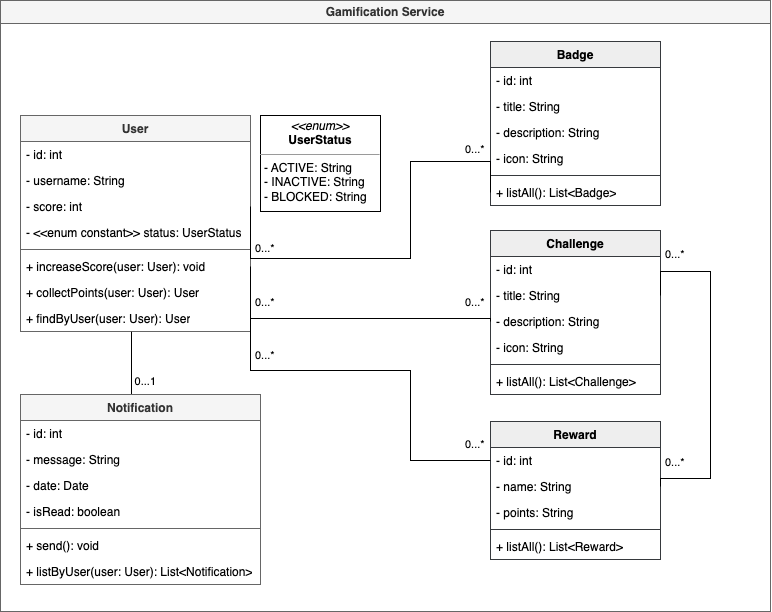 Gamification Service
User
- id: int
- username: String
- score: int
- <<enum constant>> status: UserStatus
+ increaseScore(user: User): void
+ collectPoints(user: User): User
+ findByUser(user: User): User
<<enum>>
UserStatus
- ACTIVE: String
- INACTIVE: String
- BLOCKED: String
Badge
- id: int
- title: String
- description: String
- icon: String
+ listAll(): List<Badge>
0...*
0...*
Challenge
- id: int
- title: String
- description: String
- icon: String
+ listAll(): List<Challenge>
0...*
0...*
0...*
0...*
0...*
0...*
0...1
Notification
- id: int
- message: String
- date: Date
- isRead: boolean
+ send(): void
+ listByUser(user: User): List<Notification>
Reward
- id: int
- name: String
- points: String
+ listAll(): List<Reward>